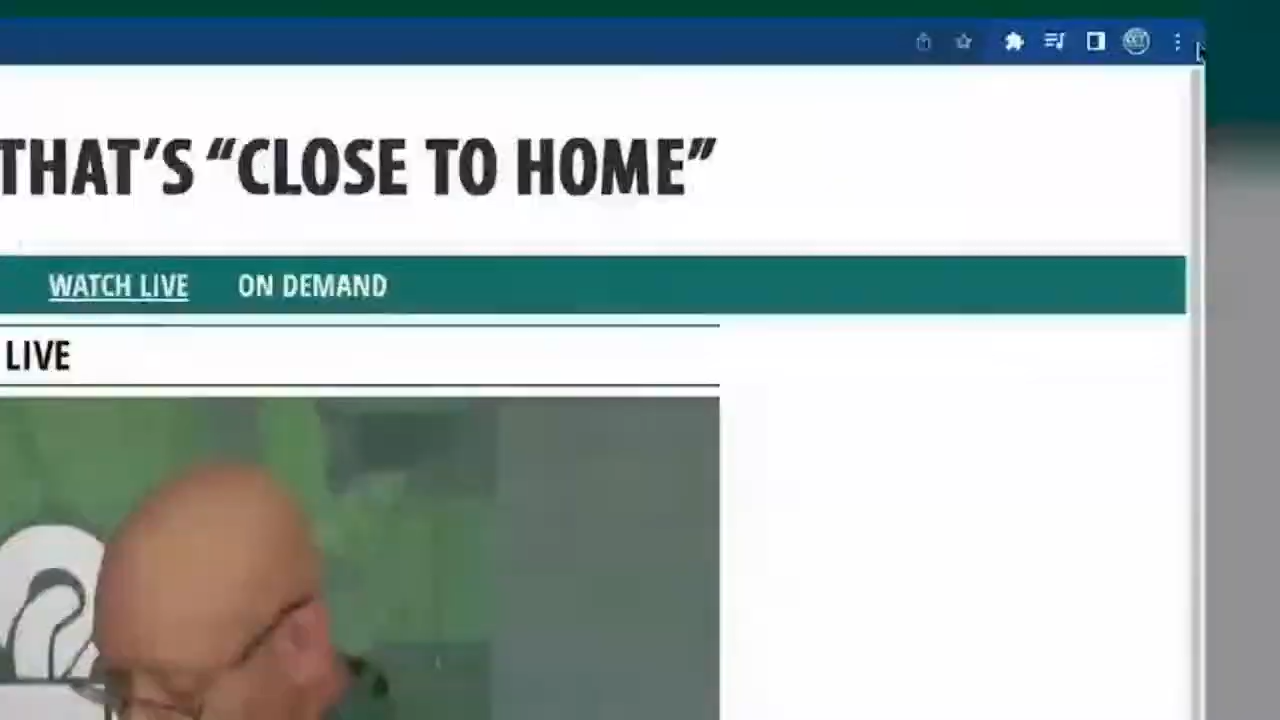 THAT'S “CLOSE TO HOME”
WATCH LIVE ON DEMAND
LIVE